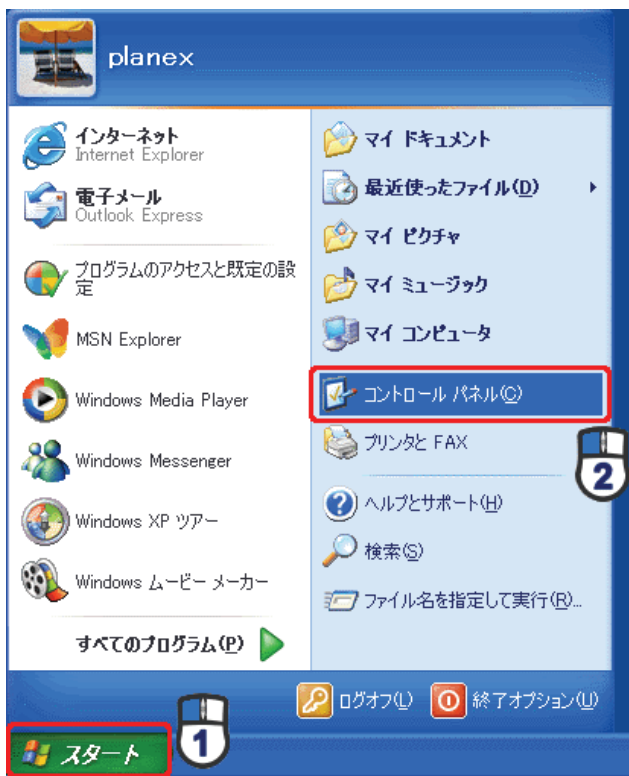 planex
インターネット
Internet Explorer
電子メール
Outlook Express
プログラムのアクセスと既定の設
定
MSN Explorer
Windows Media Player
Windows Messenger
Windows XP ツアー
Windows ムービー メーカー
すべてのプログラム(P)
マイ ドキュメント
最近使ったファイル(D)
マイ ピクチャ
マイ ミュージック
マイ コンピュータ
コントロール パネル(C)
プリンタと FAX
2
ヘルプとサポート(H)
検索(S)
ファイル名を指定して実行(R)...
ログオフ(L)
終了オプション(U)
スタート
1